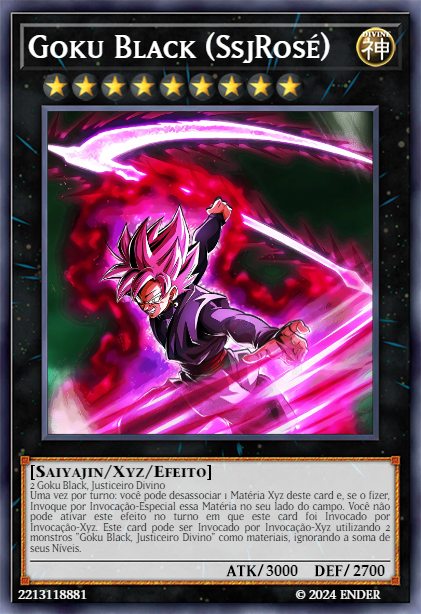 Goku Black (SsjRosé)
DIVINE
神
[Saiyajin/Xyz/Efeito]
2 Goku Black, Justiceiro Divino
Uma vez por turno: você pode desassociar 1 Matéria Xyz deste card e, se o fizer,
Invoque por Invocação-Especial essa Matéria no seu lado do campo. Você não
pode ativar este efeito no turno em que este card foi Invocado por
Invocação-Xyz. Este card pode ser Invocado por Invocação-Xyz utilizando 2
monstros "Goku Black, Justiceiro Divino" como materiais, ignorando a soma de
seus Níveis.
ATK/3000 DEF/2700
2213118881 © 2024 ENDER